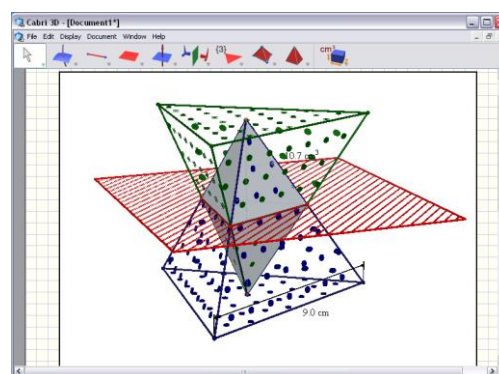 Cabri 3D - [Document1*]
File Edit Display Document Window Help
{3} cm³
10.7 cm³
9.0 cm